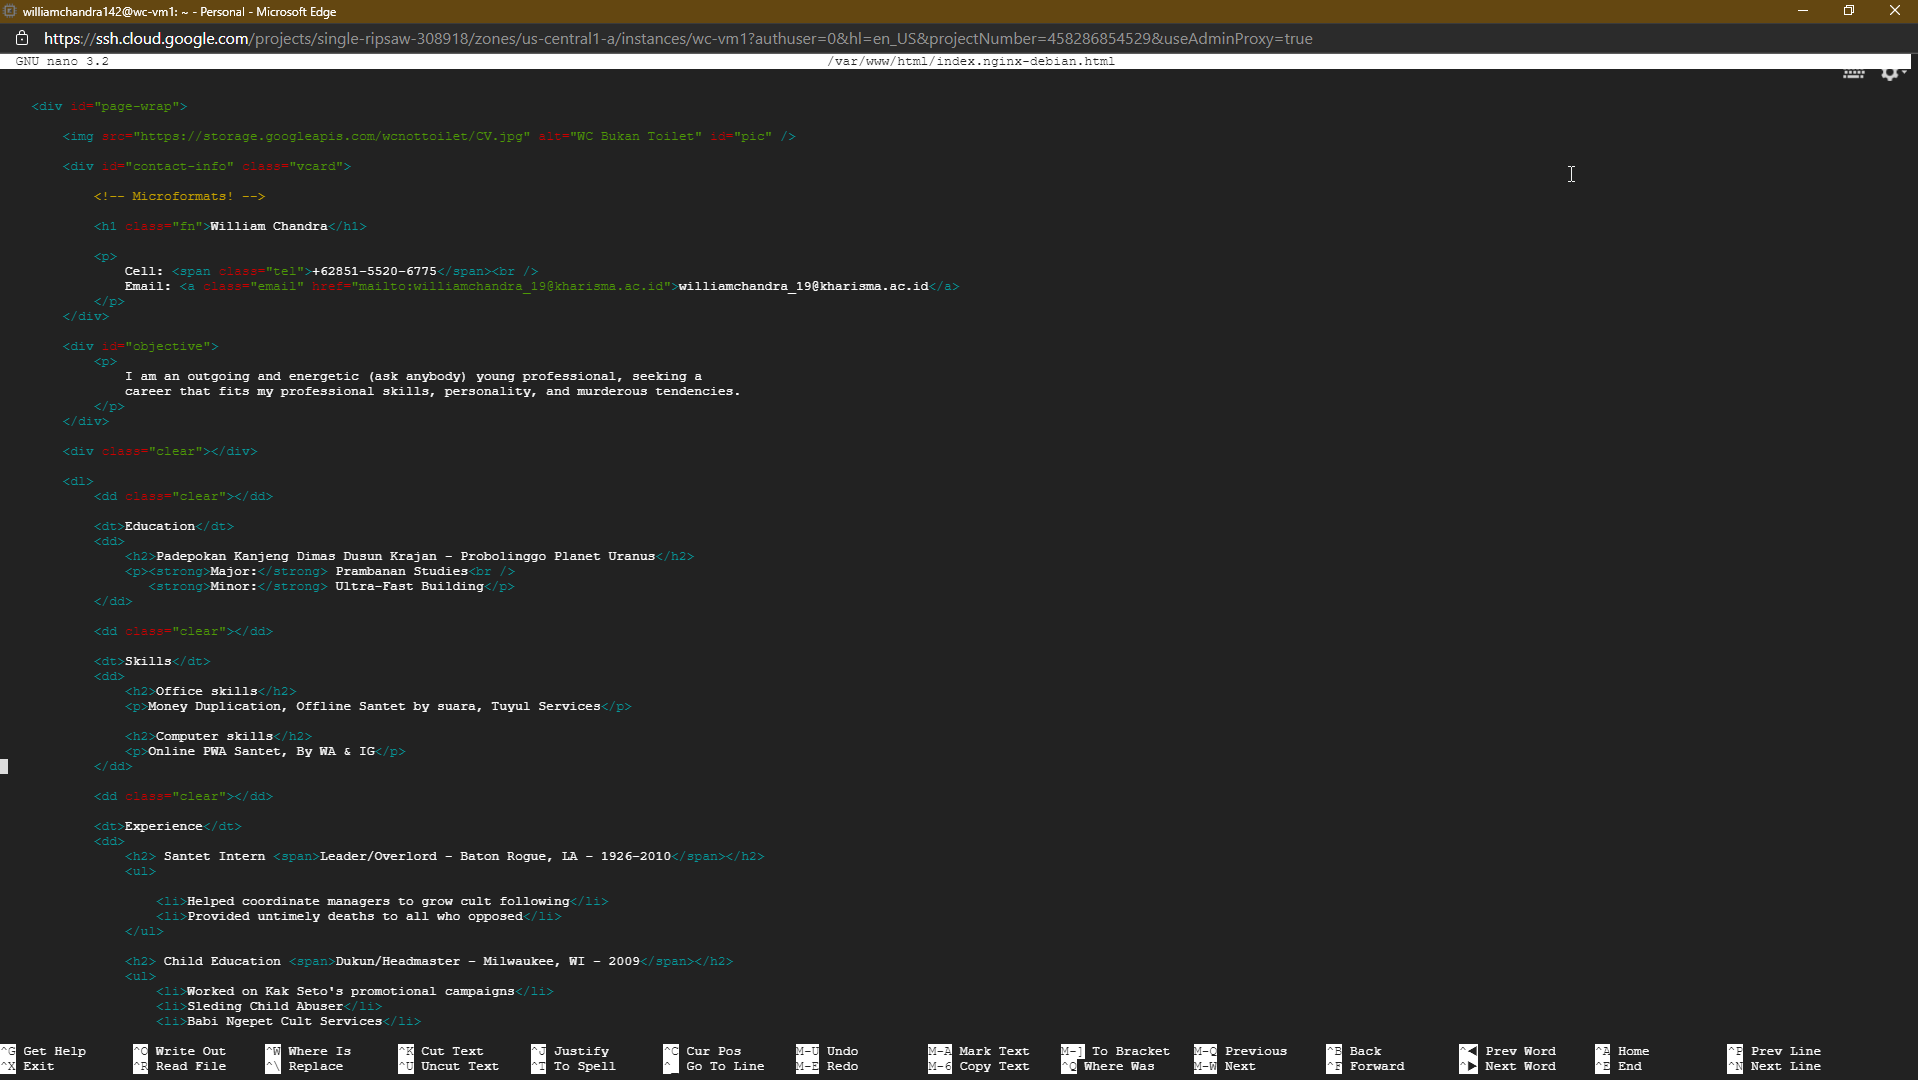 williamchandra142@wc-vm1: ~ - Personal - Microsoft Edge
https://ssh.cloud.google.com/projects/single-ripsaw-308918/zones/us-central1-a/instances/wc-vm1?authuser=0&hl=en_US&projectNumber=458286854529&useAdminProxy=true
GNU nano 3.2 /var/www/html/index.nginx-debian.html
<div id="page-wrap">
<img src="https://storage.googleapis.com/wcnottoilet/CV.jpg" alt="WC Bukan Toilet" id="pic" />
<div id="contact-info" class="vcard">
<!-- Microformats! -->
<h1 class="fn">William Chandra</h1>
<p>
Cell: <span class="tel">+62851-5520-6775</span><br />
Email: <a class="email" href="mailto:williamchandra_19@kharisma.ac.id">williamchandra_19@kharisma.ac.id</a>
</p>
</div>
<div id="objective">
<p>
I am an outgoing and energetic (ask anybody) young professional, seeking a
career that fits my professional skills, personality, and murderous tendencies.
</p>
</div>
<div class="clear"></div>
<dl>
<dd class="clear"></dd>
<dt>Education</dt>
<dd>
<h2>Padepokan Kanjeng Dimas Dusun Krajan - Probolinggo Planet Uranus</h2>
<p><strong>Major:</strong> Prambanan Studies<br />
<strong>Minor:</strong> Ultra-Fast Building</p>
</dd>
<dd class="clear"></dd>
<dt>Skills</dt>
<dd>
<h2>Office skills</h2>
<p>Money Duplication, Offline Santet by suara, Tuyul Services</p>
<h2>Computer skills</h2>
<p>Online PWA Santet, By WA & IG</p>
</dd>
<dd class="clear"></dd>
<dt>Experience</dt>
<dd>
<h2> Santet Intern <span>Leader/Overlord - Baton Rogue, LA - 1926-2010</span></h2>
<ul>
<li>Helped coordinate managers to grow cult following</li>
<li>Provided untimely deaths to all who opposed</li>
</ul>
<h2> Child Education <span>Dukun/Headmaster - Milwaukee, WI - 2009</span></h2>
<ul>
<li>Worked on Kak Seto's promotional campaigns</li>
<li>Sleding Child Abuser</li>
<li>Babi Ngepet Cult Services</li>
^G Get Help ^O Write Out ^W Where Is ^K Cut Text ^J Justify ^C Cur Pos M-U Undo M-A Mark Text M-] To Bracket M-Q Previous ^B Back ^◀ Prev Word ^A Home ^P Prev Line
^X Exit ^R Read File ^\ Replace ^U Uncut Text ^T To Spell ^_ Go To Line M-E Redo M-6 Copy Text ^Q Where Was M-W Next ^F Forward ^▶ Next Word ^E End ^N Next Line